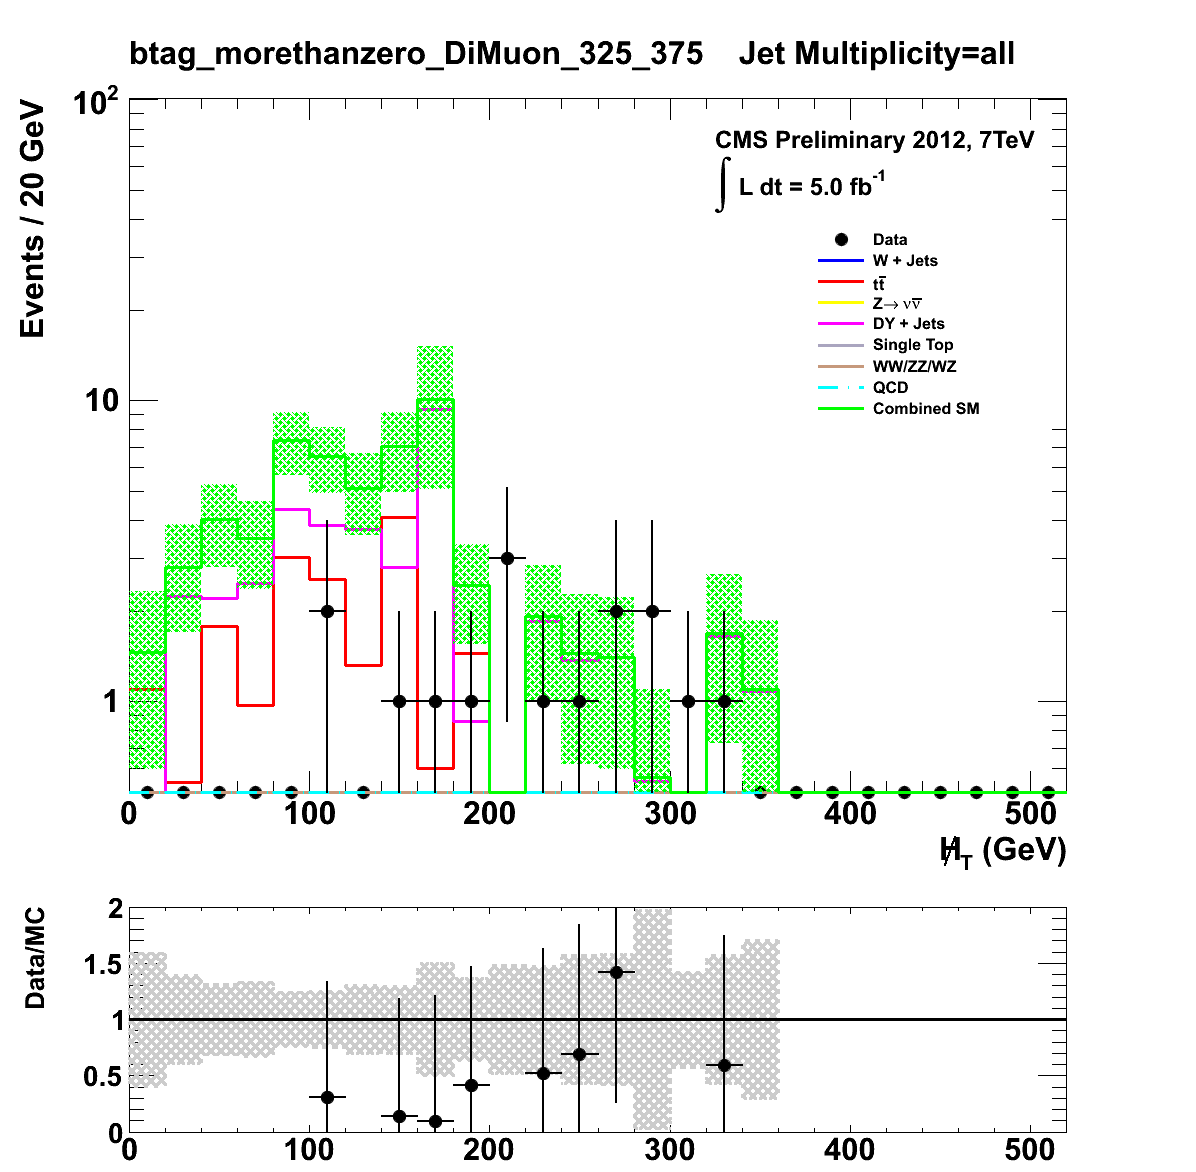 btag_morethanzero_DiMuon_325_375 Jet Multiplicity=all
Events / 20 GeV
10²
10
1
CMS Preliminary 2012, 7TeV
∫ L dt = 5.0 fb⁻¹
Data
W + Jets
tt̅
Z→ νν̅
DY + Jets
Single Top
WW/ZZ/WZ
QCD
Combined SM
0 100 200 300 400 500
H̸_T (GeV)
Data/MC
2
1.5
1
0.5
0
0 100 200 300 400 500